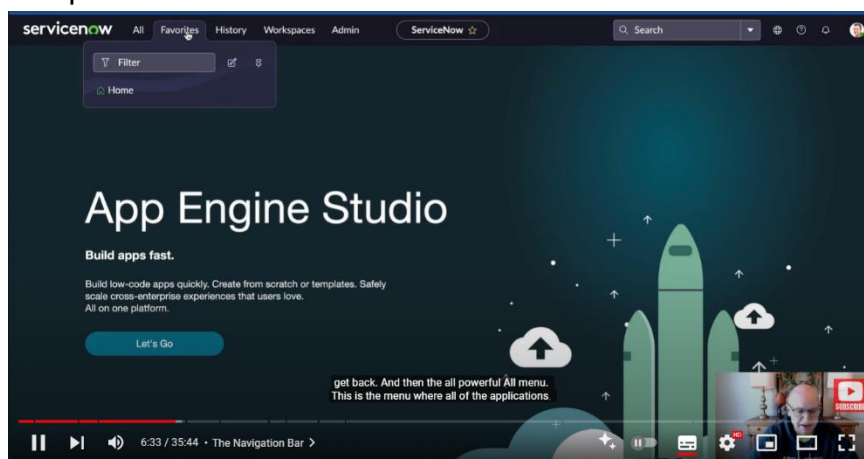 servicenow All Favorites History Workspaces Admin ServiceNow Search
Filter
Home
App Engine Studio
Build apps fast.
Build low-code apps quickly. Create from scratch or templates. Safely
scale cross-enterprise experiences that users love.
All on one platform.
Let's Go
get back. And then the all powerful All menu.
This is the menu where all of the applications
SUBSCRIBE
6:33 / 35:44 • The Navigation Bar >
HD